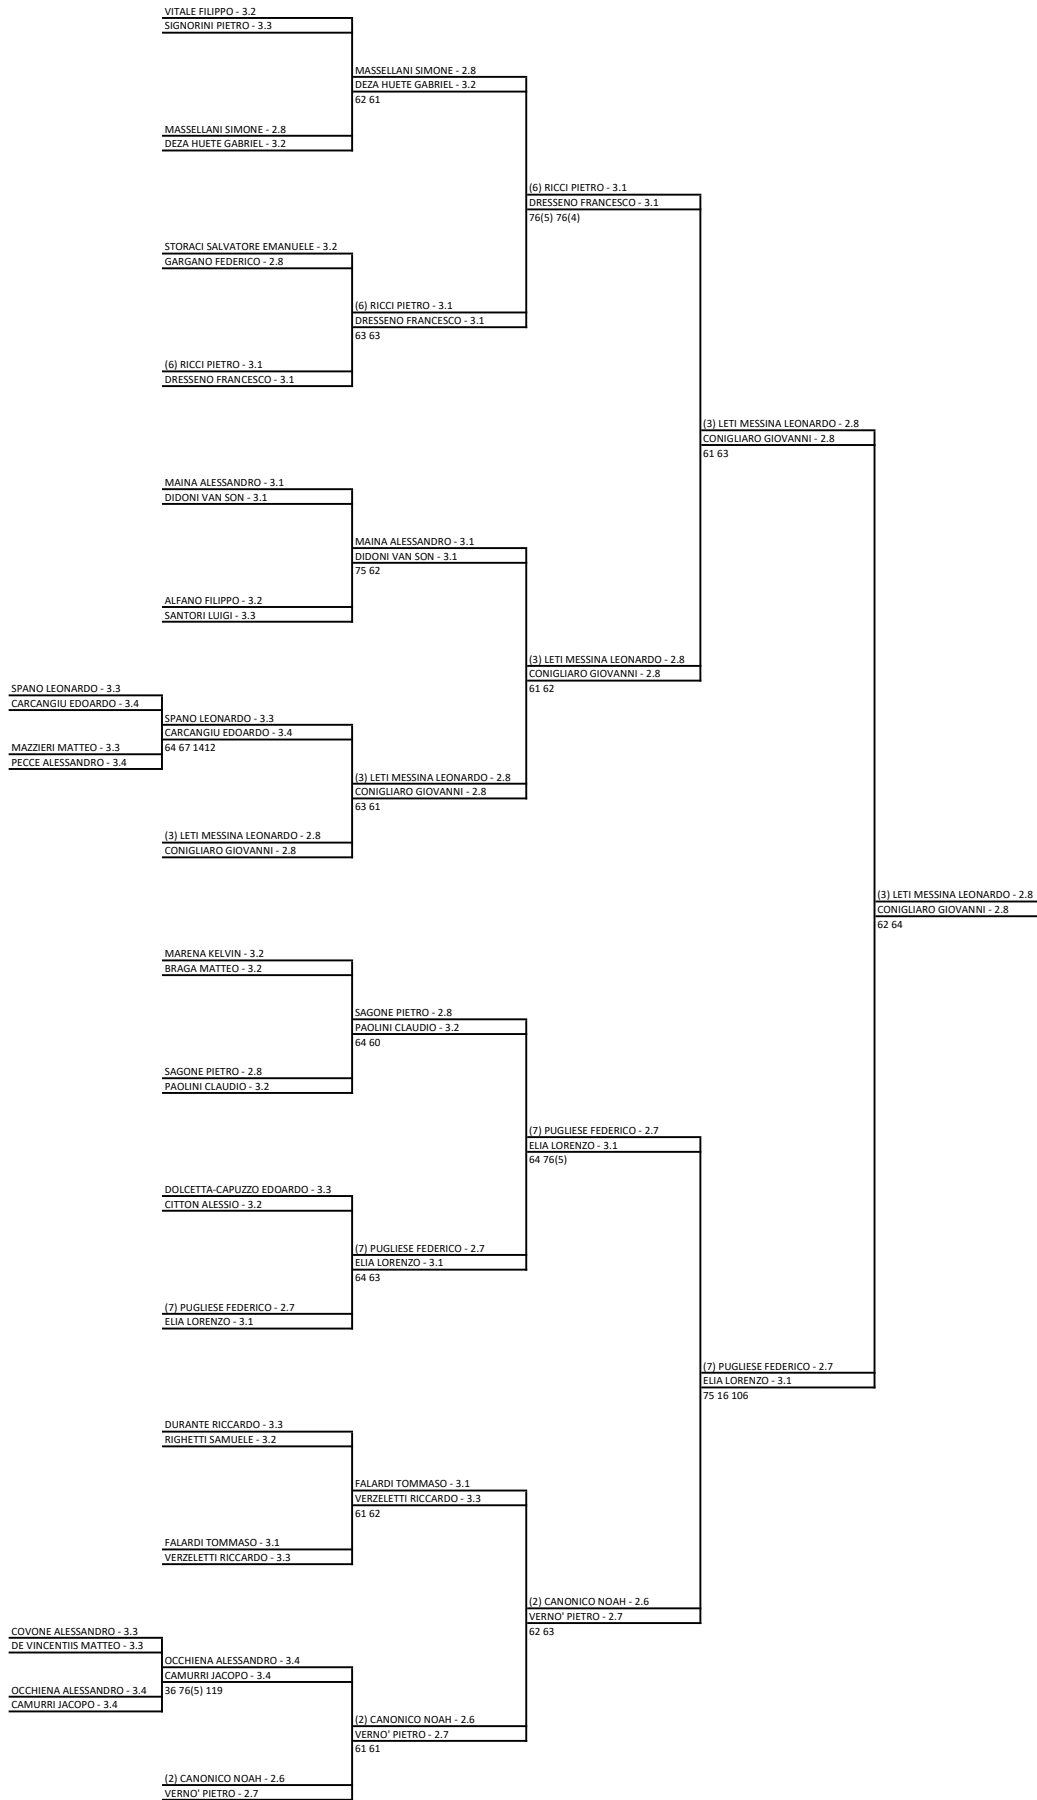 VITALE FILIPPO - 3.2
SIGNORINI PIETRO - 3.3
MASSELLANI SIMONE - 2.8
DEZA HUETE GABRIEL - 3.2
62 61
MASSELLANI SIMONE - 2.8
DEZA HUETE GABRIEL - 3.2
(6) RICCI PIETRO - 3.1
DRESSENO FRANCESCO - 3.1
76(5) 76(4)
STORACI SALVATORE EMANUELE - 3.2
GARGANO FEDERICO - 2.8
(6) RICCI PIETRO - 3.1
DRESSENO FRANCESCO - 3.1
63 63
(6) RICCI PIETRO - 3.1
DRESSENO FRANCESCO - 3.1
(3) LETI MESSINA LEONARDO - 2.8
CONIGLIARO GIOVANNI - 2.8
61 63
MAINA ALESSANDRO - 3.1
DIDONI VAN SON - 3.1
MAINA ALESSANDRO - 3.1
DIDONI VAN SON - 3.1
75 62
ALFANO FILIPPO - 3.2
SANTORI LUIGI - 3.3
(3) LETI MESSINA LEONARDO - 2.8
CONIGLIARO GIOVANNI - 2.8
61 62
SPANO LEONARDO - 3.3
CARCANGIU EDOARDO - 3.4
SPANO LEONARDO - 3.3
CARCANGIU EDOARDO - 3.4
64 67 1412
MAZZIERI MATTEO - 3.3
PECCE ALESSANDRO - 3.4
(3) LETI MESSINA LEONARDO - 2.8
CONIGLIARO GIOVANNI - 2.8
63 61
(3) LETI MESSINA LEONARDO - 2.8
CONIGLIARO GIOVANNI - 2.8
(3) LETI MESSINA LEONARDO - 2.8
CONIGLIARO GIOVANNI - 2.8
62 64
MARENA KELVIN - 3.2
BRAGA MATTEO - 3.2
SAGONE PIETRO - 2.8
PAOLINI CLAUDIO - 3.2
64 60
SAGONE PIETRO - 2.8
PAOLINI CLAUDIO - 3.2
(7) PUGLIESE FEDERICO - 2.7
ELIA LORENZO - 3.1
64 76(5)
DOLCETTA-CAPUZZO EDOARDO - 3.3
CITTON ALESSIO - 3.2
(7) PUGLIESE FEDERICO - 2.7
ELIA LORENZO - 3.1
64 63
(7) PUGLIESE FEDERICO - 2.7
ELIA LORENZO - 3.1
(7) PUGLIESE FEDERICO - 2.7
ELIA LORENZO - 3.1
75 16 106
DURANTE RICCARDO - 3.3
RIGHETTI SAMUELE - 3.2
FALARDI TOMMASO - 3.1
VERZELETTI RICCARDO - 3.3
61 62
FALARDI TOMMASO - 3.1
VERZELETTI RICCARDO - 3.3
(2) CANONICO NOAH - 2.6
VERNO' PIETRO - 2.7
62 63
COVONE ALESSANDRO - 3.3
DE VINCENTIIS MATTEO - 3.3
OCCHIENA ALESSANDRO - 3.4
CAMURRI JACOPO - 3.4
36 76(5) 119
OCCHIENA ALESSANDRO - 3.4
CAMURRI JACOPO - 3.4
(2) CANONICO NOAH - 2.6
VERNO' PIETRO - 2.7
61 61
(2) CANONICO NOAH - 2.6
VERNO' PIETRO - 2.7